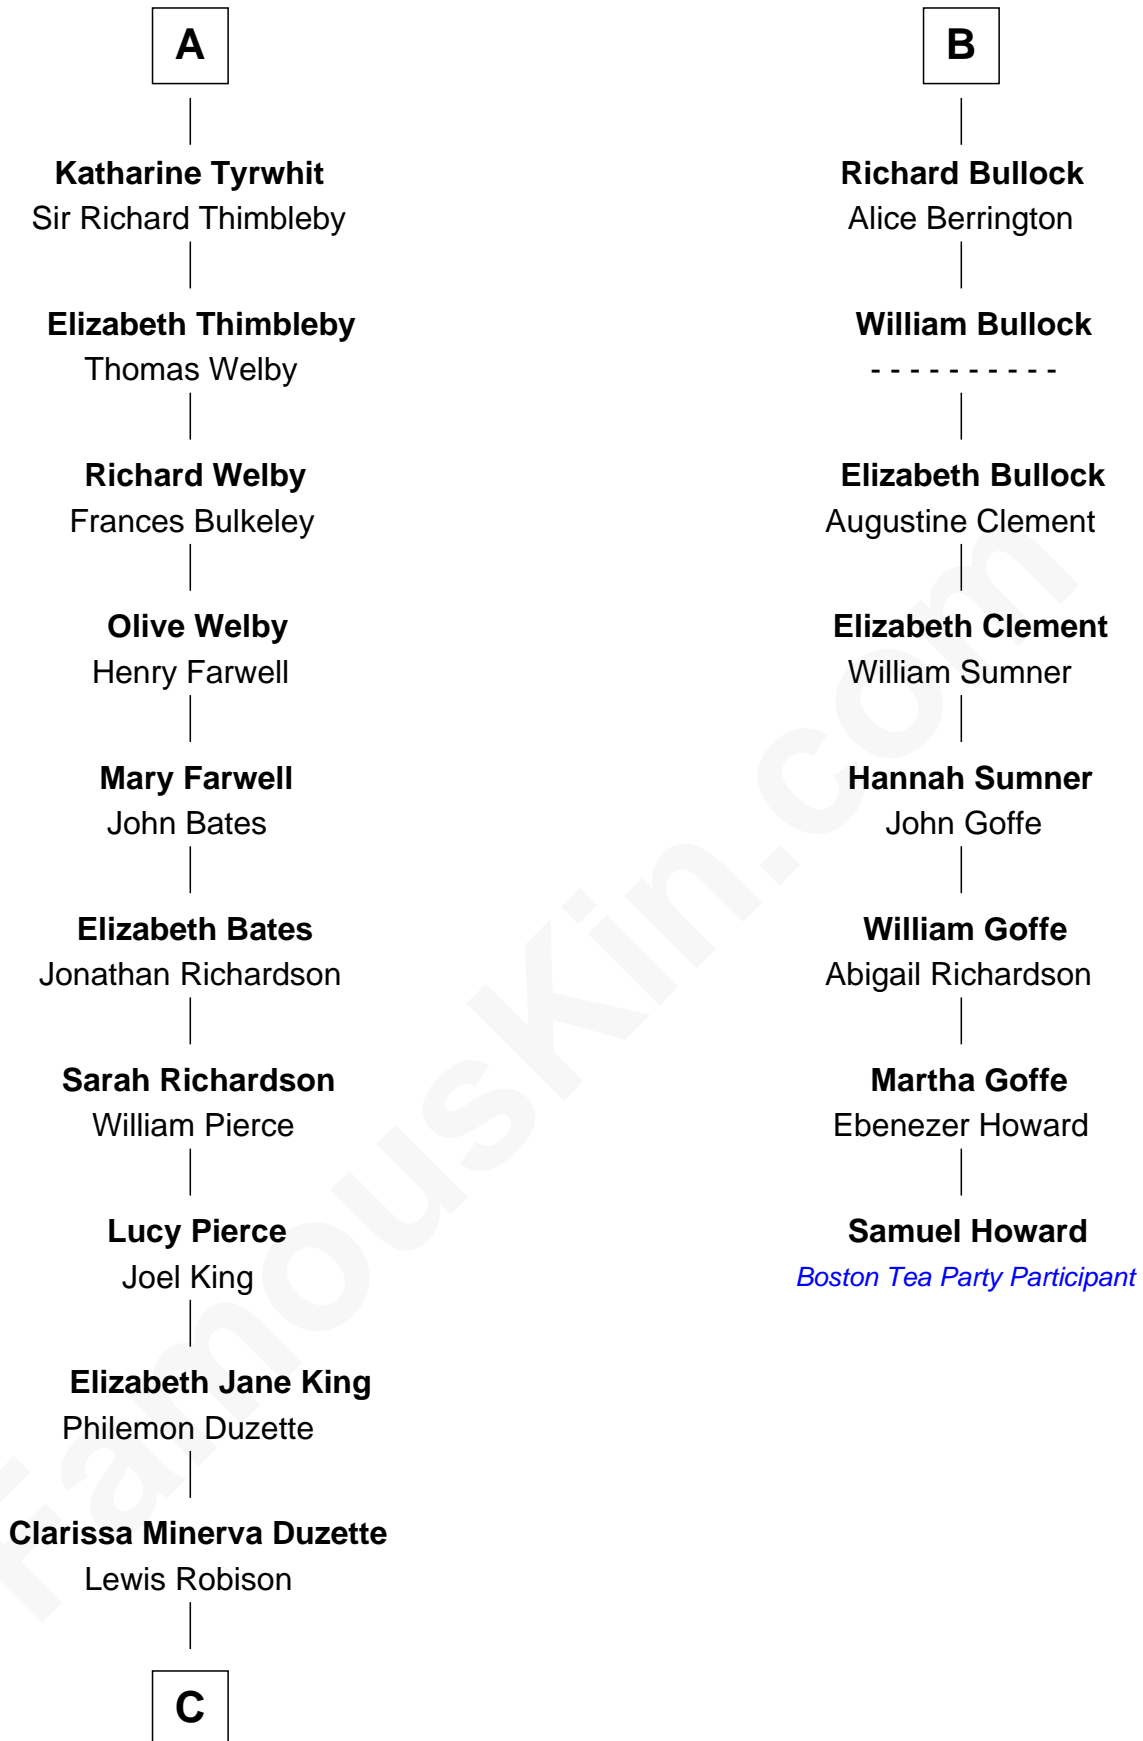 A
Katharine Tyrwhit
Sir Richard Thimbleby
Elizabeth Thimbleby
Thomas Welby
Richard Welby
Frances Bulkeley
Olive Welby
Henry Farwell
Mary Farwell
John Bates
Elizabeth Bates
Jonathan Richardson
Sarah Richardson
William Pierce
Lucy Pierce
Joel King
Elizabeth Jane King
Philemon Duzette
Clarissa Minerva Duzette
Lewis Robison
C
B
Richard Bullock
Alice Berrington
William Bullock
- - - - - - - - - -
Elizabeth Bullock
Augustine Clement
Elizabeth Clement
William Sumner
Hannah Sumner
John Goffe
William Goffe
Abigail Richardson
Martha Goffe
Ebenezer Howard
Samuel Howard
Boston Tea Party Participant
FamousKin.com